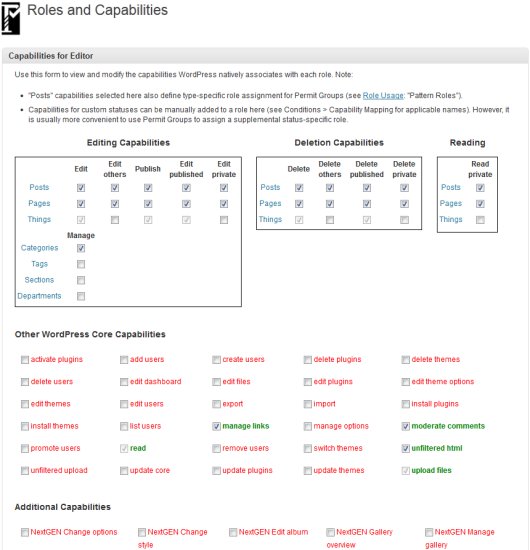 Roles and Capabilities
Capabilities for Editor
Use this form to view and modify the capabilities WordPress natively associates with each role. Note:
• "Posts" capabilities selected here also define type-specific role assignment for Permit Groups (see Role Usage: "Pattern Roles").
• Capabilities for custom statuses can be manually added to a role here (see Conditions > Capability Mapping for applicable names). However, it
is usually more convenient to use Permit Groups to assign a supplemental status-specific role.
Editing Capabilities
Edit Edit others Publish Edit published Edit private
Posts
Pages
Things
Manage
Categories
Tags
Sections
Departments
Deletion Capabilities
Delete Delete others Delete published Delete private
Posts
Pages
Things
Reading
Read private
Posts
Pages
Things
Other WordPress Core Capabilities
activate plugins add users create users delete plugins delete themes
delete users edit dashboard edit files edit plugins edit theme options
edit themes edit users export import install plugins
install themes list users manage links manage options moderate comments
promote users read remove users switch themes unfiltered html
unfiltered upload update core update plugins update themes upload files
Additional Capabilities
NextGEN Change options NextGEN Change style NextGEN Edit album NextGEN Gallery overview NextGEN Manage gallery